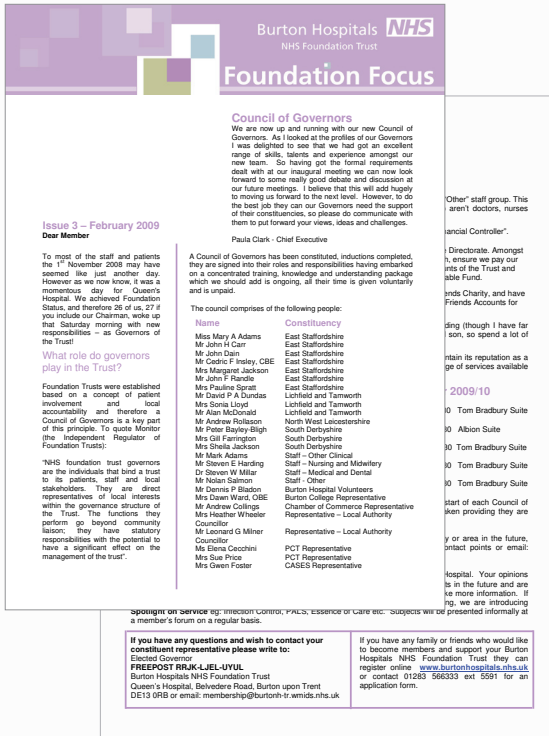 Burton Hospitals NHS
NHS Foundation Trust
Foundation Focus
Council of Governors
We are now up and running with our new Council of
Governors. As I looked at the profiles of our Governors
I was delighted to see that we had got an excellent
range of skills, talents and experience amongst our
new team. So having got the formal requirements
dealt with at our inaugural meeting we can now look
forward to some really good debate and discussion at
our future meetings. I believe that this will add hugely
to moving us forward to the next level. However, to do
the best job they can our Governors need the support
of their constituencies, so please do communicate with
them to put forward your views, ideas and challenges.
Paula Clark - Chief Executive
Issue 3 – February 2009
Dear Member
To most of the staff and patients
the 1st November 2008 may have
seemed like just another day.
However as we now know, it was a
momentous day for Queen's
Hospital. We achieved Foundation
Status, and therefore 26 of us, 27 if
you include our Chairman, woke up
that Saturday morning with new
responsibilities – as Governors of
the Trust!
What role do governors
play in the Trust?
Foundation Trusts were established
based on a concept of patient
involvement and local
accountability and therefore a
Council of Governors is a key part
of this principle. To quote Monitor
(the Independent Regulator of
Foundation Trusts):
"NHS foundation trust governors
are the individuals that bind a trust
to its patients, staff and local
stakeholders. They are direct
representatives of local interests
within the governance structure of
the Trust. The functions they
perform go beyond community
liaison; they have statutory
responsibilities with the potential to
have a significant effect on the
management of the trust".
A Council of Governors has been constituted, inductions completed,
they are signed into their roles and responsibilities having embarked
on a concentrated training, knowledge and understanding package
which we should add is ongoing, all their time is given voluntarily
and is unpaid.
The council comprises of the following people:
Name Constituency
Miss Mary A Adams East Staffordshire
Mr John H Carr East Staffordshire
Mr John Dain East Staffordshire
Mr Cedric F Insley, CBE East Staffordshire
Mrs Margaret Jackson East Staffordshire
Mr John F Randle East Staffordshire
Mrs Pauline Spratt East Staffordshire
Mr David P A Dundas Lichfield and Tamworth
Mrs Sonia Lloyd Lichfield and Tamworth
Mr Alan McDonald Lichfield and Tamworth
Mr Andrew Rollason North West Leicestershire
Mr Peter Bayley-Bligh South Derbyshire
Mrs Gill Farrington South Derbyshire
Mrs Sheila Jackson South Derbyshire
Mr Mark Adams Staff – Other Clinical
Mr Steven E Harding Staff – Nursing and Midwifery
Dr Steven W Millar Staff – Medical and Dental
Mr Nolan Salmon Staff - Other
Mr Dennis P Bladon Burton Hospital Volunteers
Mrs Dawn Ward, OBE Burton College Representative
Mr Andrew Collings Chamber of Commerce Representative
Mrs Heather Wheeler Representative – Local Authority
Councillor
Mr Leonard G Milner Representative – Local Authority
Councillor
Ms Elena Cecchini PCT Representative
Mrs Sue Price PCT Representative
Mrs Gwen Foster CASES Representative
"Other" staff group. This
aren't doctors, nurses
ancial Controller".
Directorate. Amongst
h, ensure we pay our
nts of the Trust and
able Fund.
ends Charity, and have
Friends Accounts for
ding (though I have far
son, so spend a lot of
ntain its reputation as a
ge of services available
2009/10
30 Tom Bradbury Suite
30 Albion Suite
30 Tom Bradbury Suite
30 Tom Bradbury Suite
30 Tom Bradbury Suite
start of each Council of
aken providing they are
y or area in the future,
ontact points or email:
Hospital. Your opinions
ts in the future and are
ke more information. If
ng, we are introducing
Spotlight on Service eg: Infection Control, PALS, Essence of Care etc. Subjects will be presented informally at
a member's forum on a regular basis.
If you have any questions and wish to contact your
constituent representative please write to:
Elected Governor
FREEPOST RRJK-LJEL-UYUL
Burton Hospitals NHS Foundation Trust
Queen's Hospital, Belvedere Road, Burton upon Trent
DE13 0RB or email: membership@burtonh-tr.wmids.nhs.uk
If you have any family or friends who would like
to become members and support your Burton
Hospitals NHS Foundation Trust they can
register online www.burtonhospitals.nhs.uk
or contact 01283 566333 ext 5591 for an
application form.